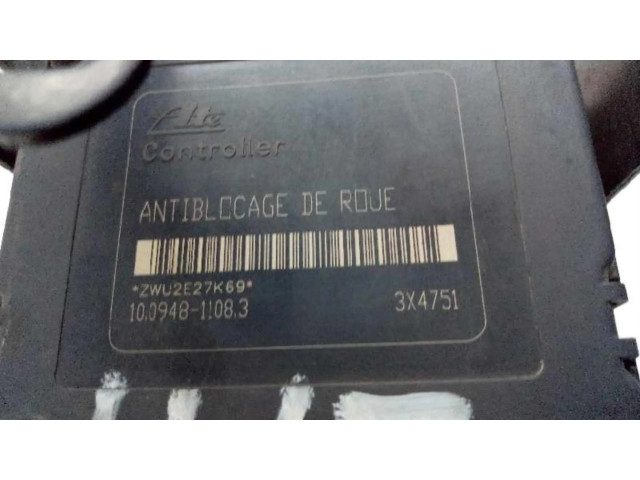 Ate
Controller
ANTIBLOCAGE DE ROUE
*ZWU2E27K69*
10.0948-1108.3 3X4751